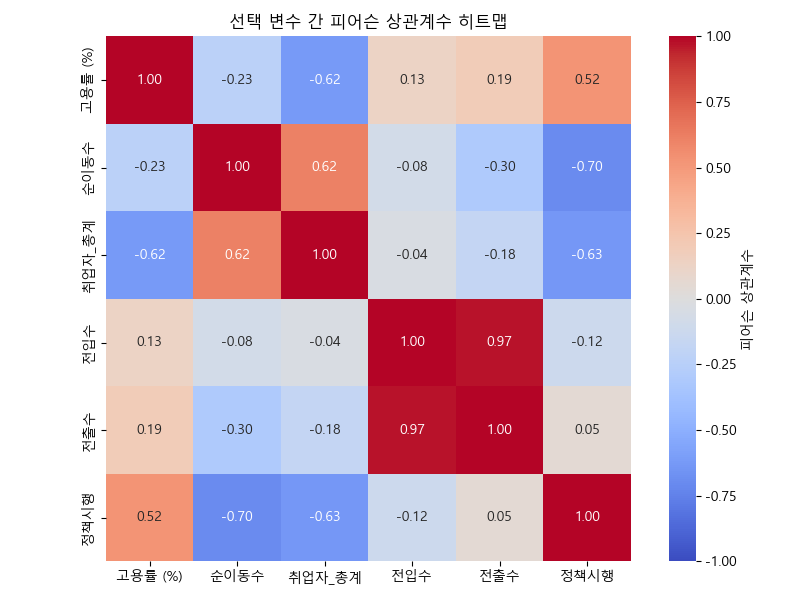 선택 변수 간 피어슨 상관계수 히트맵
고용률 (%)
1.00 -0.23 -0.62 0.13 0.19 0.52
순이동수
-0.23 1.00 0.62 -0.08 -0.30 -0.70
취업자_총계
-0.62 0.62 1.00 -0.04 -0.18 -0.63
전입수
0.13 -0.08 -0.04 1.00 0.97 -0.12
전출수
0.19 -0.30 -0.18 0.97 1.00 0.05
정책시행
0.52 -0.70 -0.63 -0.12 0.05 1.00
고용률 (%) 순이동수 취업자_총계 전입수 전출수 정책시행
1.00
0.75
0.50
0.25
0.00
-0.25
-0.50
-0.75
-1.00
피어슨 상관계수